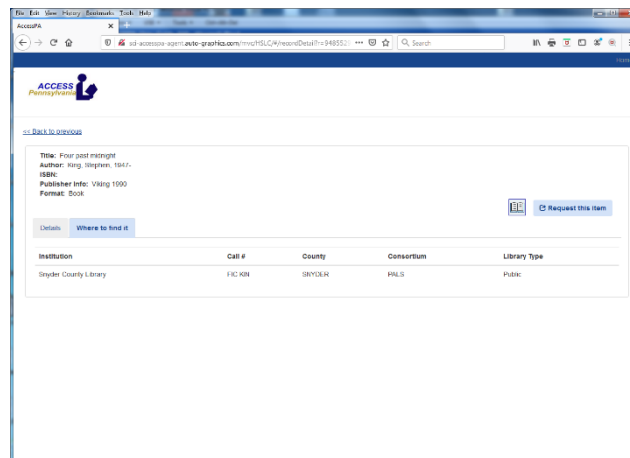 File Edit View History Bookmarks Tools Help
AccessPA
Search
ACCESS
Pennsylvania
<< Back to previous
Title: Four past midnight
Author: King, Stephen, 1947-
ISBN:
Publisher Info: Viking 1990
Format: Book
Request this item
Details Where to find it
Institution Call # County Consortium Library Type
Snyder County Library FIC KIN SNYDER PALS Public